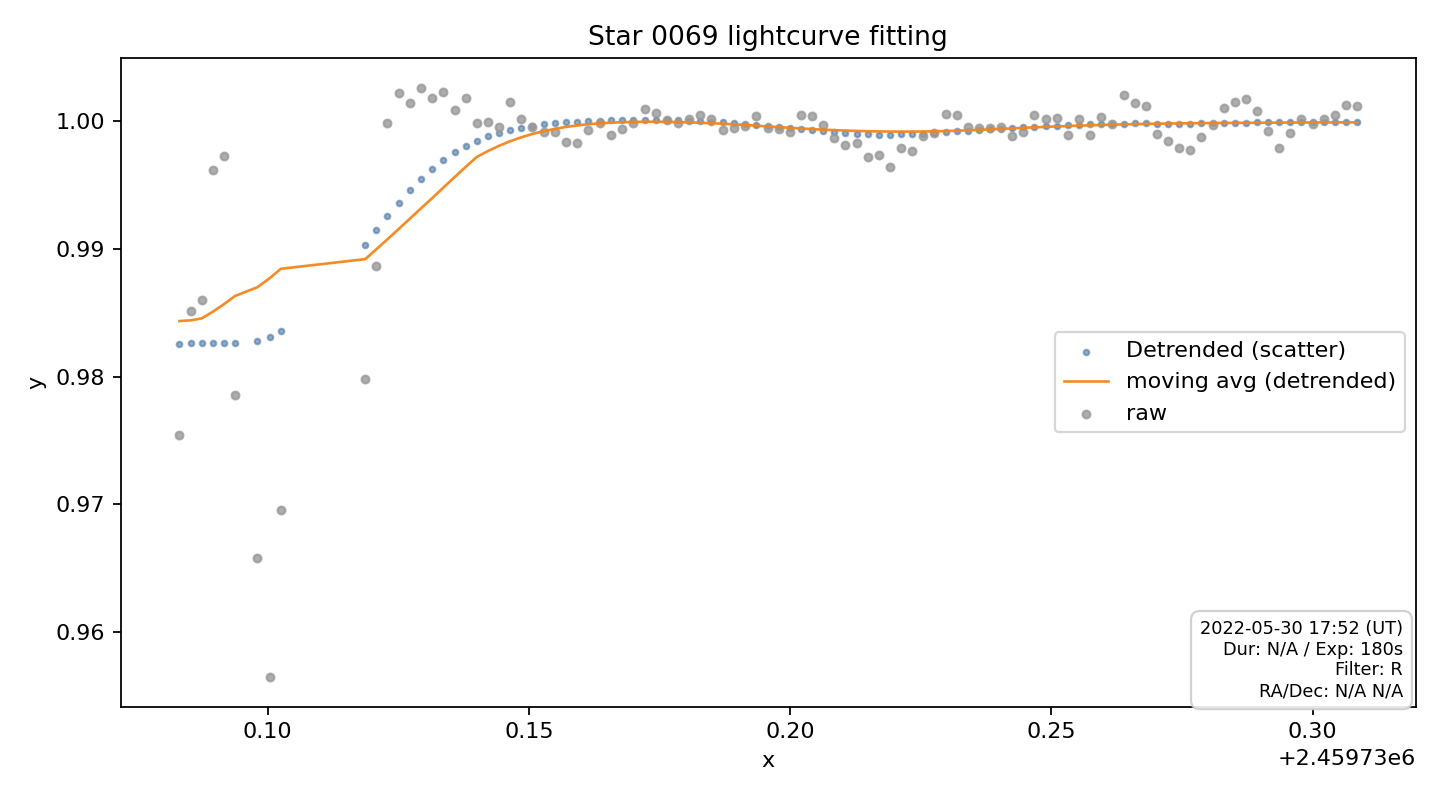 Star 0069 lightcurve fitting
y
1.00
0.99
0.98
0.97
0.96
Detrended (scatter)
moving avg (detrended)
raw
2022-05-30 17:52 (UT)
Dur: N/A / Exp: 180s
Filter: R
RA/Dec: N/A N/A
0.10 0.15 0.20 0.25 0.30
x
+2.45973e6